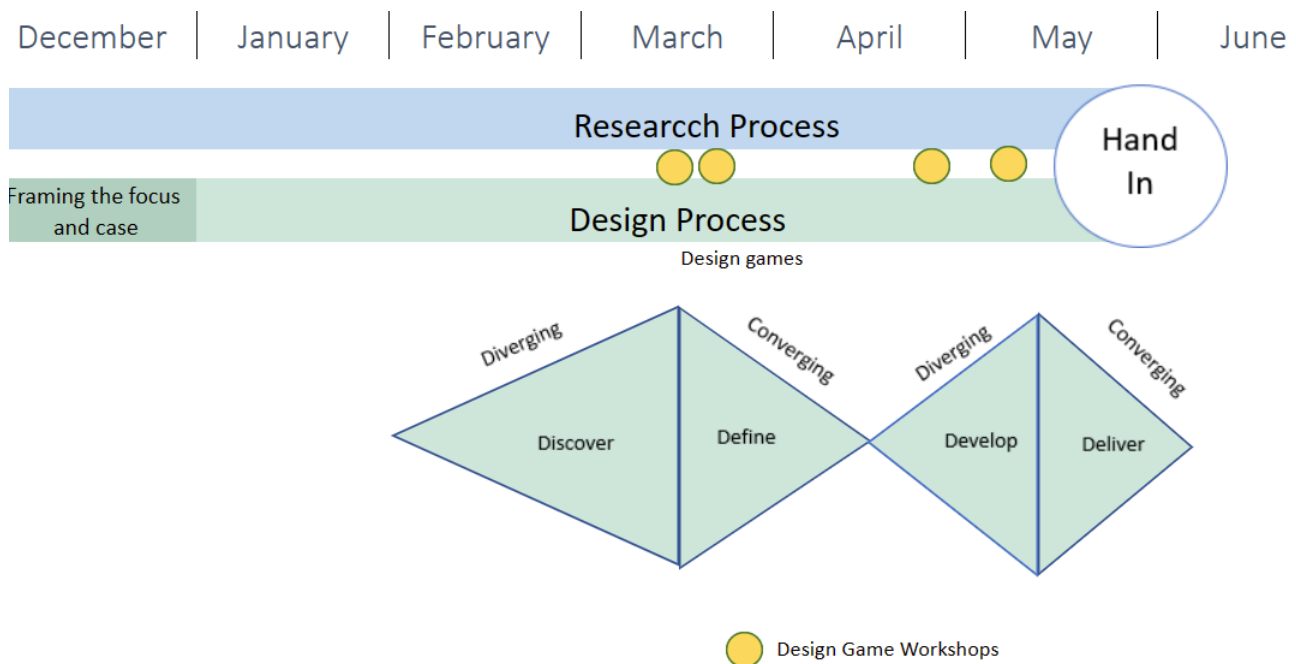 December January February March April May June
Researcch Process
Hand
In
Framing the focus
and case
Design Process
Design games
Diverging
Converging
Diverging
Converging
Discover
Define
Develop
Deliver
Design Game Workshops